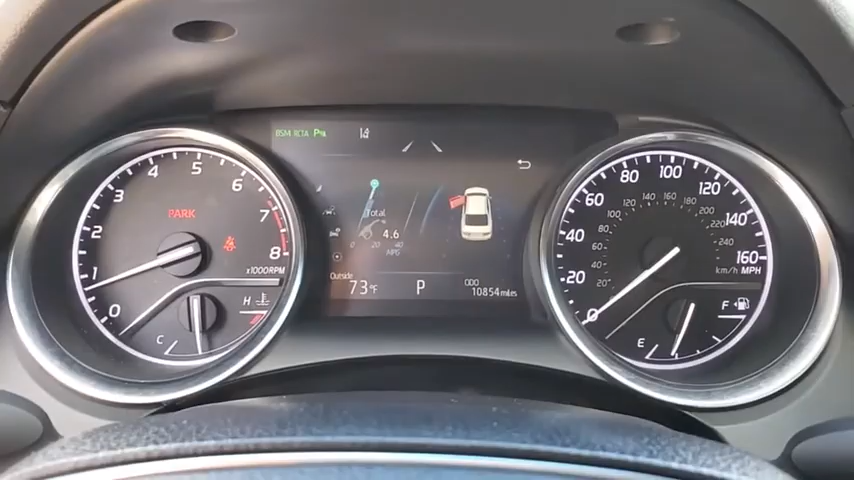 BSM RCTA P
PARK
0
1
2
3
4
5
6
7
8
x1000RPM
C
H
Total
4.6
0 20 40
MPG
Outside
73°F
P
ODO
10854 miles
0
20
40
60
80
100
120
140
160
MPH
20
40
60
80
100
120
140
160
180
200
220
240
km/h
E
F